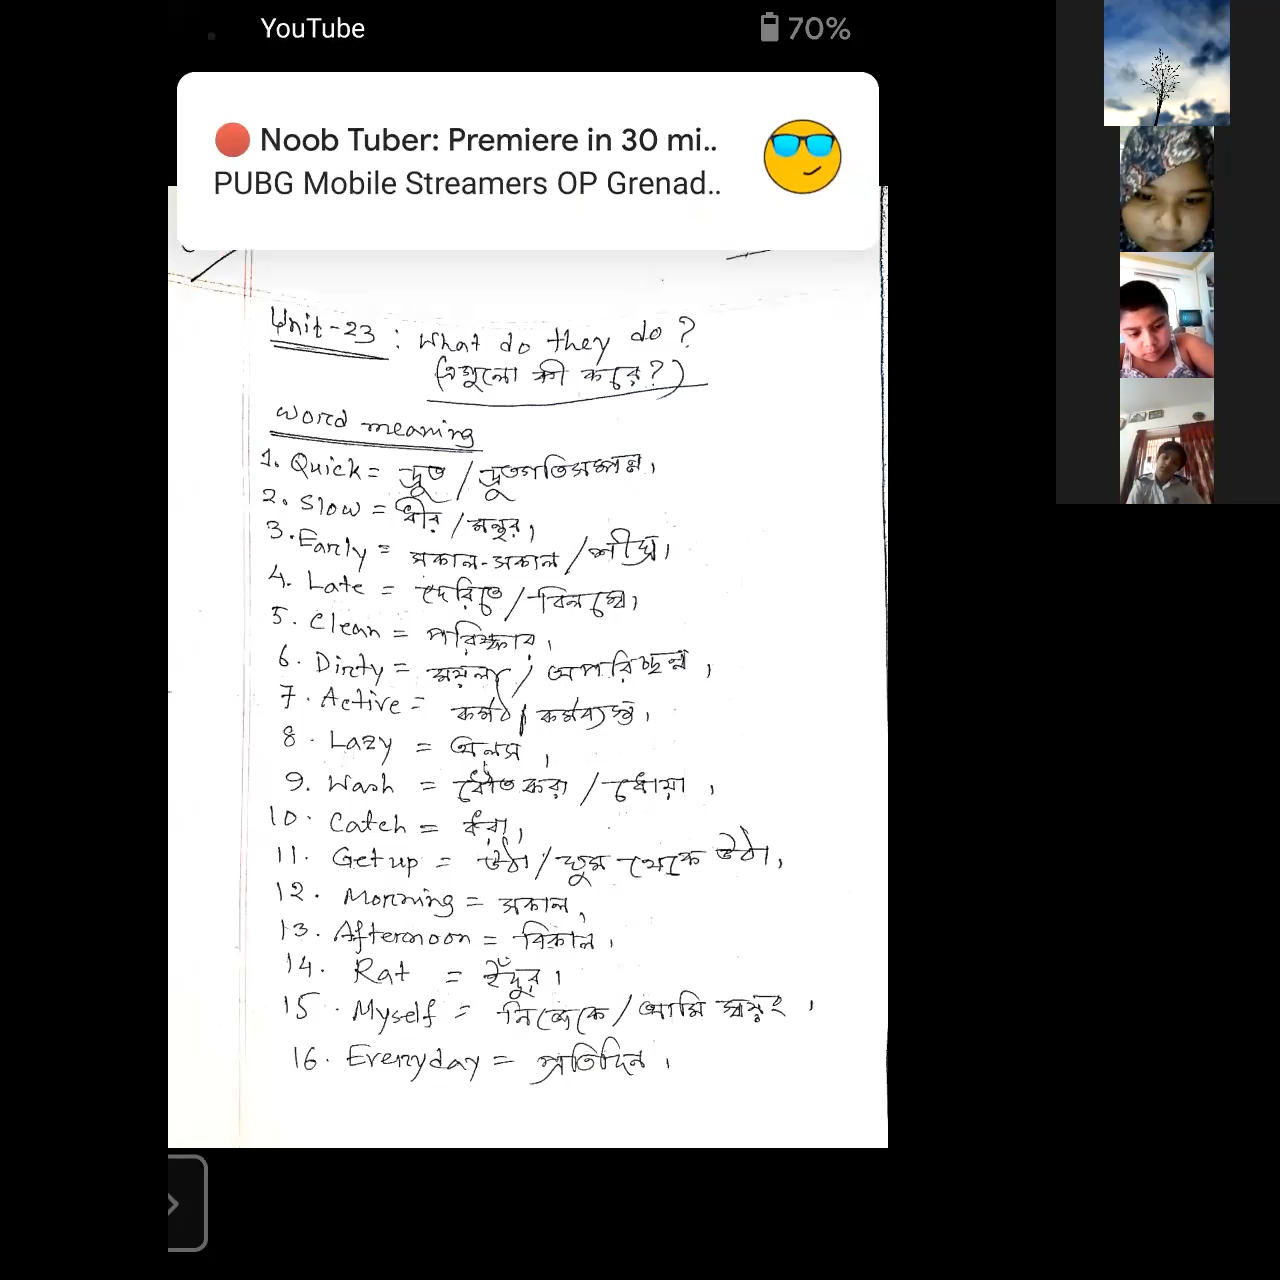 YouTube
70%
Noob Tuber: Premiere in 30 mi..
PUBG Mobile Streamers OP Grenad..
Unit-23 : What do they do ?
(এগুলো কী করে?)
Word meaning
1. Quick = দ্রুত / দ্রুতগতিসম্পন্ন।
2. Slow = ধীর / মন্থর।
3. Early = সকাল-সকাল / শীঘ্র।
4. Late = দেরিতে / বিলম্বে।
5. Clean = পরিষ্কার।
6. Dirty = ময়লা / অপরিচ্ছন্ন।
7. Active = কর্মঠ / কর্মব্যস্ত।
8. Lazy = অলস।
9. Wash = ধৌত করা / ধোয়া।
10. Catch = ধরা।
11. Get up = উঠা / ঘুম থেকে উঠা।
12. Morning = সকাল।
13. Afternoon = বিকাল।
14. Rat = ইঁদুর।
15. Myself = নিজেকে / আমি স্বয়ং।
16. Everyday = প্রতিদিন।